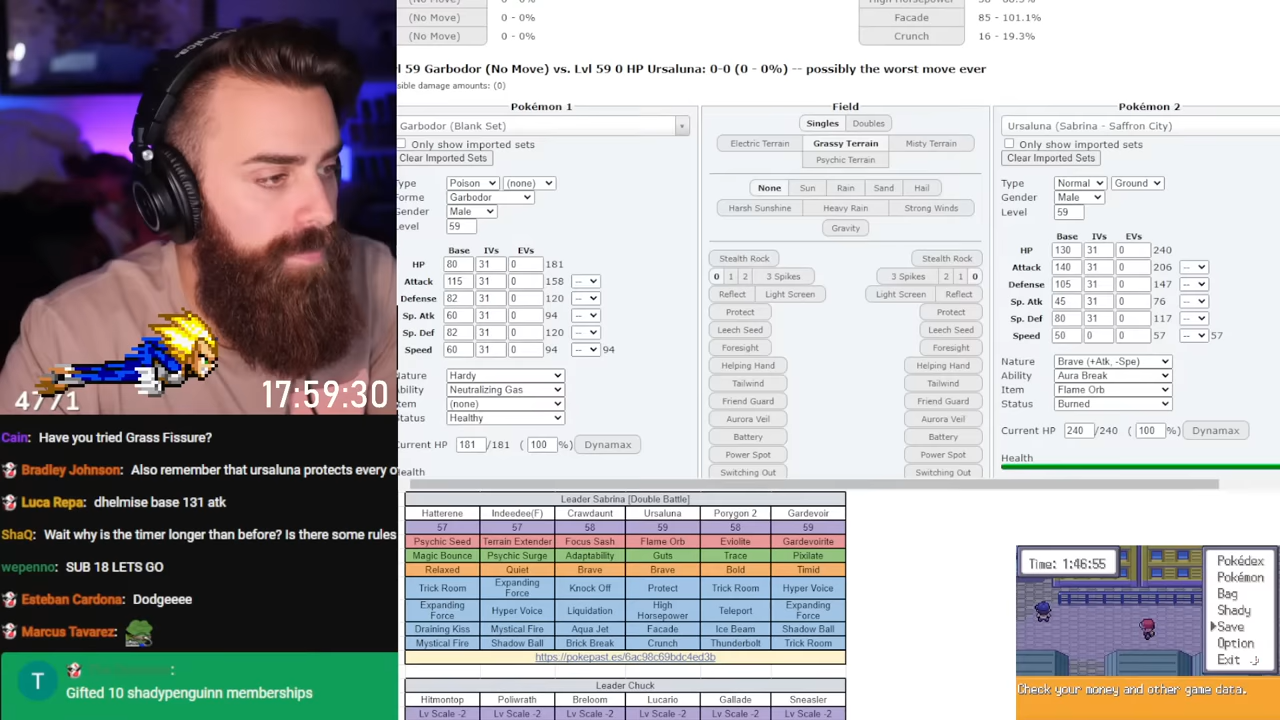 (No Move) 0 - 0%
(No Move) 0 - 0% Facade 85 - 101.1%
(No Move) 0 - 0% Crunch 16 - 19.3%
Lvl 59 Garbodor (No Move) vs. Lvl 59 0 HP Ursaluna: 0-0 (0 - 0%) -- possibly the worst move ever
sible damage amounts: (0)
Pokémon 1
Garbodor (Blank Set)
Only show imported sets
Clear Imported Sets
Type Poison (none)
Forme Garbodor
Gender Male
Level 59
Base IVs EVs
HP 80 31 0 181
Attack 115 31 0 158 --
Defense 82 31 0 120 --
Sp. Atk 60 31 0 94 --
Sp. Def 82 31 0 120 --
Speed 60 31 0 94 -- 94
Nature Hardy
Ability Neutralizing Gas
Item (none)
Status Healthy
Current HP 181 /181 ( 100 %) Dynamax
Health
Field
Singles Doubles
Electric Terrain Grassy Terrain Misty Terrain
Psychic Terrain
None Sun Rain Sand Hail
Harsh Sunshine Heavy Rain Strong Winds
Gravity
Stealth Rock Stealth Rock
0 1 2 3 Spikes 3 Spikes 2 1 0
Reflect Light Screen Light Screen Reflect
Protect Protect
Leech Seed Leech Seed
Foresight Foresight
Helping Hand Helping Hand
Tailwind Tailwind
Friend Guard Friend Guard
Aurora Veil Aurora Veil
Battery Battery
Power Spot Power Spot
Switching Out Switching Out
Pokémon 2
Ursaluna (Sabrina - Saffron City)
Only show imported sets
Clear Imported Sets
Type Normal Ground
Gender Male
Level 59
Base IVs EVs
HP 130 31 0 240
Attack 140 31 0 206 --
Defense 105 31 0 147 --
Sp. Atk 45 31 0 76 --
Sp. Def 80 31 0 117 --
Speed 50 31 0 57 -- 57
Nature Brave (+Atk, -Spe)
Ability Aura Break
Item Flame Orb
Status Burned
Current HP 240 /240 ( 100 %) Dynamax
Health
4771
17:59:30
Cain: Have you tried Grass Fissure?
Bradley Johnson: Also remember that ursaluna protects every o
Luca Repa: dhelmise base 131 atk
ShaQ: Wait why is the timer longer than before? Is there some rules
wepenno: SUB 18 LETS GO
Esteban Cardona: Dodgeeee
Marcus Tavarez:
T
Gifted 10 shadypenguinn memberships
Leader Sabrina [Double Battle]
Hatterene Indeedee(F) Crawdaunt Ursaluna Porygon 2 Gardevoir
57 57 58 59 58 59
Psychic Seed Terrain Extender Focus Sash Flame Orb Eviolite Gardevoirite
Magic Bounce Psychic Surge Adaptability Guts Trace Pixilate
Relaxed Quiet Brave Brave Bold Timid
Trick Room Expanding Force Knock Off Protect Trick Room Hyper Voice
Expanding Force Hyper Voice Liquidation High Horsepower Teleport Expanding Force
Draining Kiss Mystical Fire Aqua Jet Facade Ice Beam Shadow Ball
Mystical Fire Shadow Ball Brick Break Crunch Thunderbolt Trick Room
https://pokepast.es/6ac98c69bdc4ed3b
Leader Chuck
Hitmontop Poliwrath Breloom Lucario Gallade Sneasler
Lv Scale -2 Lv Scale -2 Lv Scale -2 Lv Scale -2 Lv Scale -2 Lv Scale -2
Time: 1:46:55
Pokédex
Pokémon
Bag
Shady
Save
Option
Exit
Check your money and other game data.